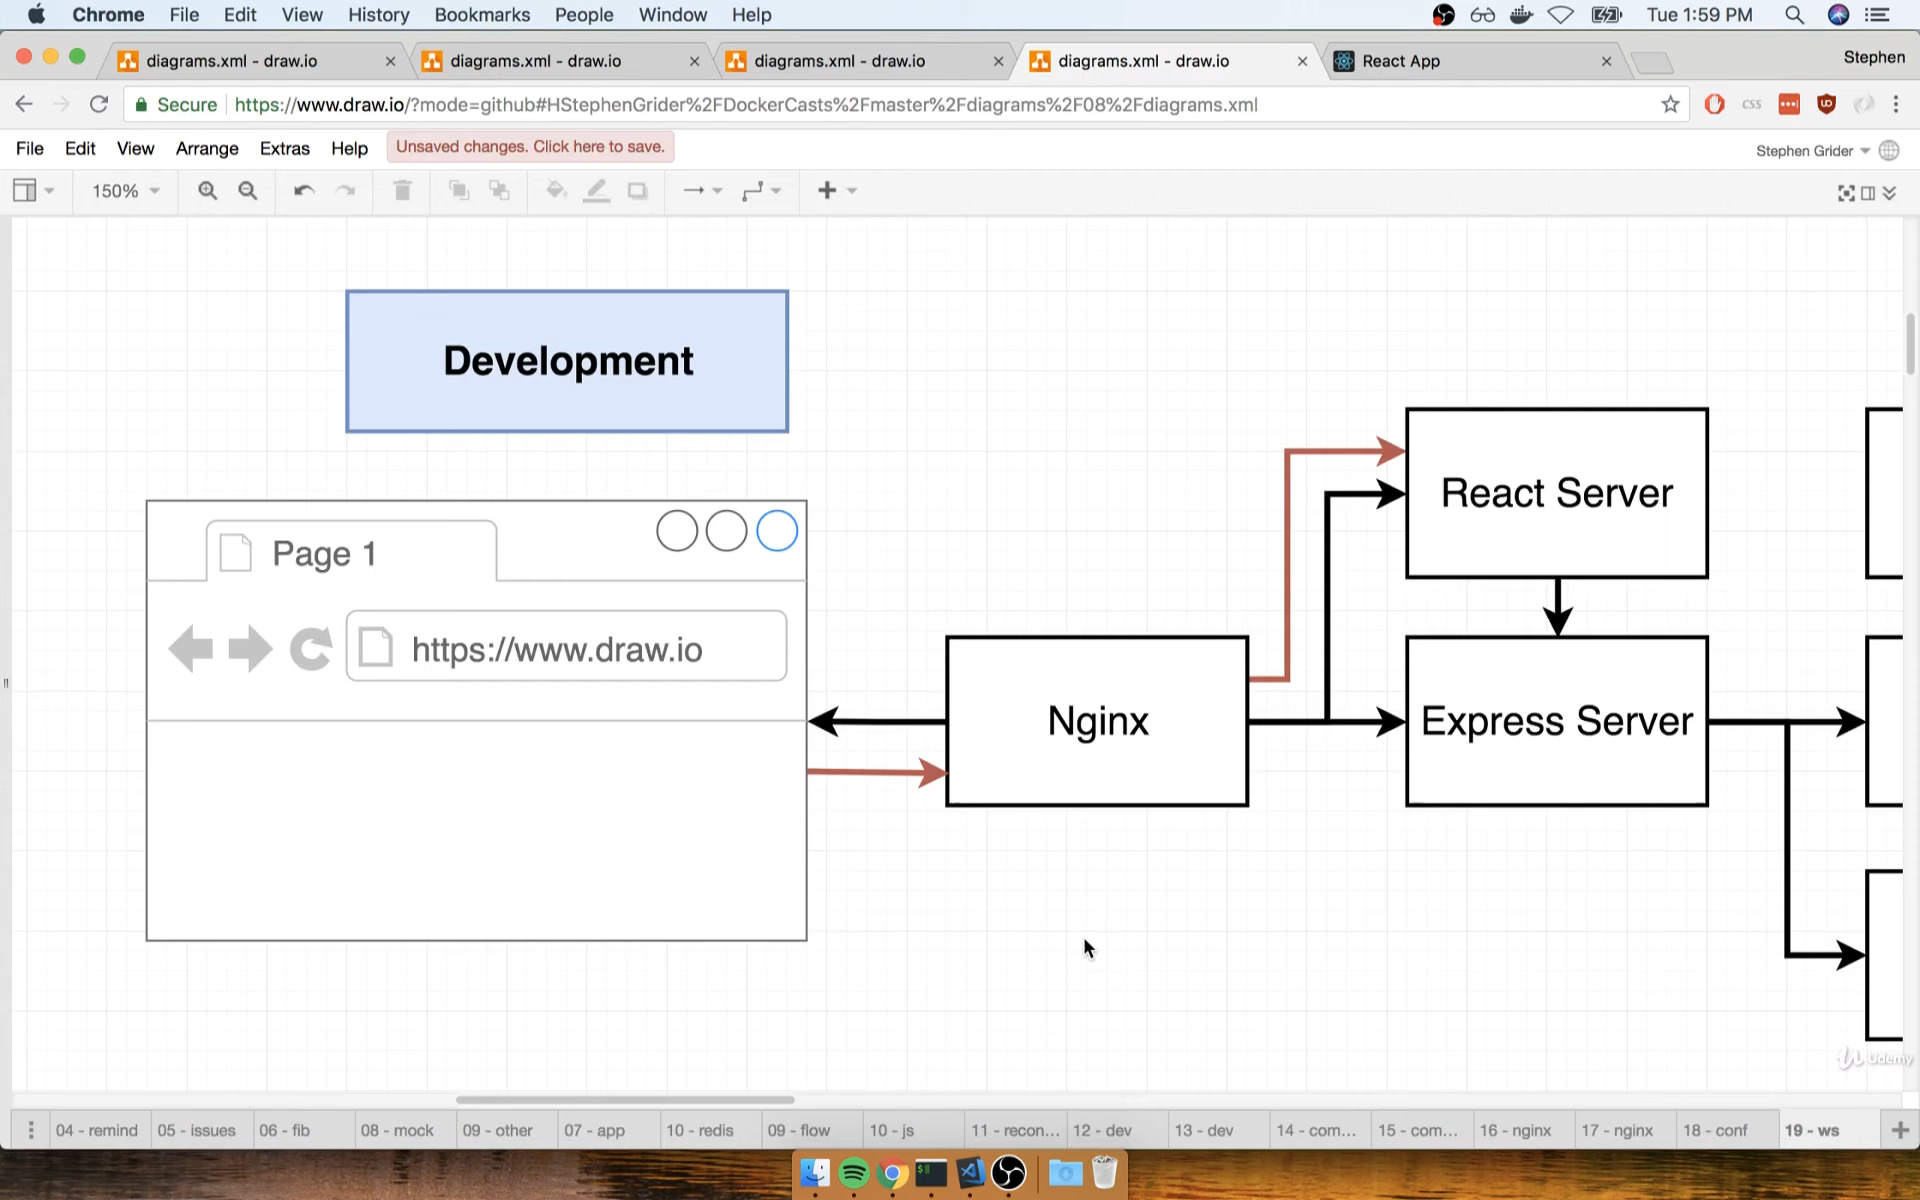 Chrome File Edit View History Bookmarks People Window Help Tue 1:59 PM
diagrams.xml - draw.io diagrams.xml - draw.io diagrams.xml - draw.io diagrams.xml - draw.io React App Stephen
Secure https://www.draw.io/?mode=github#HStephenGrider%2FDockerCasts%2Fmaster%2Fdiagrams%2F08%2Fdiagrams.xml css
File Edit View Arrange Extras Help Unsaved changes. Click here to save. Stephen Grider
150%
Development
React Server
Page 1
https://www.draw.io
Nginx
Express Server
Udemy
04 - remind 05 - issues 06 - fib 08 - mock 09 - other 07 - app 10 - redis 09 - flow 10 - js 11 - recon... 12 - dev 13 - dev 14 - com... 15 - com... 16 - nginx 17 - nginx 18 - conf 19 - ws